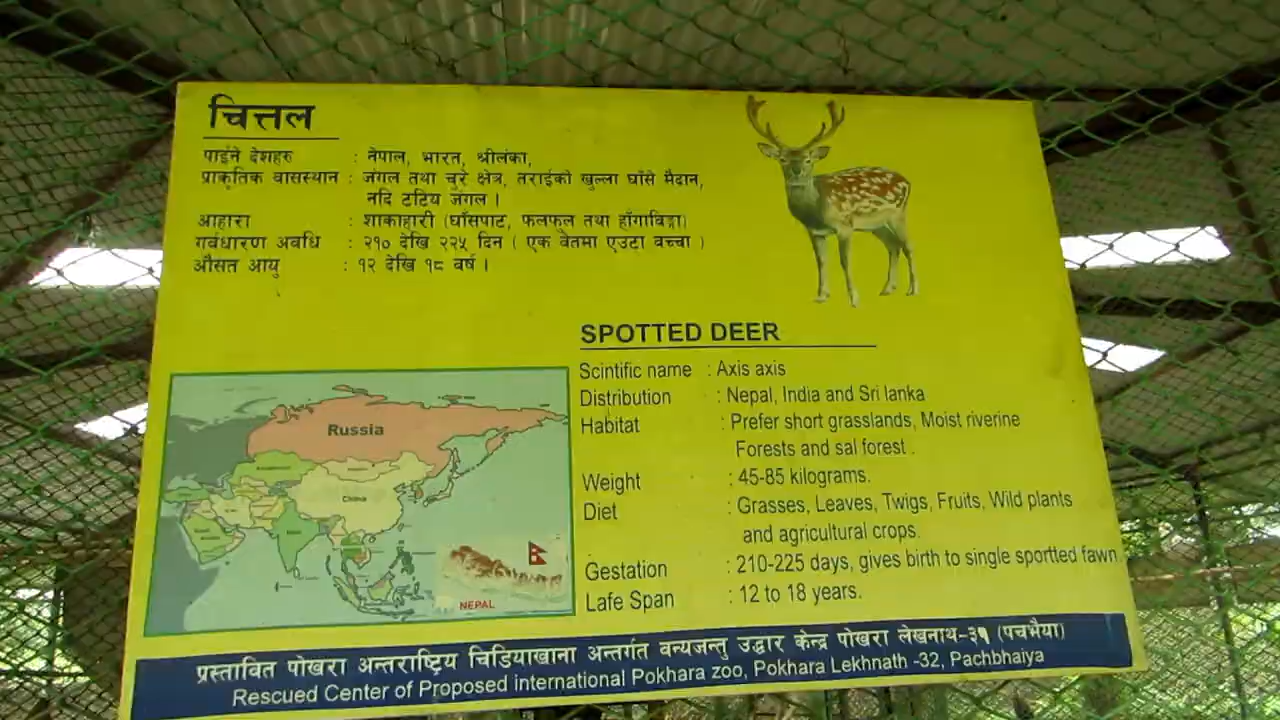 चित्तल
पाईने देशहरु : नेपाल, भारत, श्रीलंका,
प्राकृतिक वासस्थान : जंगल तथा चुरे क्षेत्र, तराईको खुल्ला घाँसे मैदान,
नदि टटिय जंगल ।
आहारा : शाकाहारी (घाँसपाट, फलफूल तथा हाँगाविङ्गा)
गर्वधारण अवधि : २१० देखि २२५ दिन ( एक वेतमा एउटा वच्चा )
औसत आयु : १२ देखि १८ वर्ष ।
SPOTTED DEER
Scintific name : Axis axis
Distribution : Nepal, India and Sri lanka
Habitat : Prefer short grasslands, Moist riverine
Forests and sal forest .
Weight : 45-85 kilograms.
Diet : Grasses, Leaves, Twigs, Fruits, Wild plants
and agricultural crops.
Gestation : 210-225 days, gives birth to single sportted fawn
Lafe Span : 12 to 18 years.
Russia
China
NEPAL
प्रस्तावित पोखरा अन्तराष्ट्रिय चिडियाखाना अन्तर्गत वन्यजन्तु उद्धार केन्द्र पोखरा लेखनाथ-३१ (पचभैया)
Rescued Center of Proposed international Pokhara zoo, Pokhara Lekhnath -32, Pachbhaiya